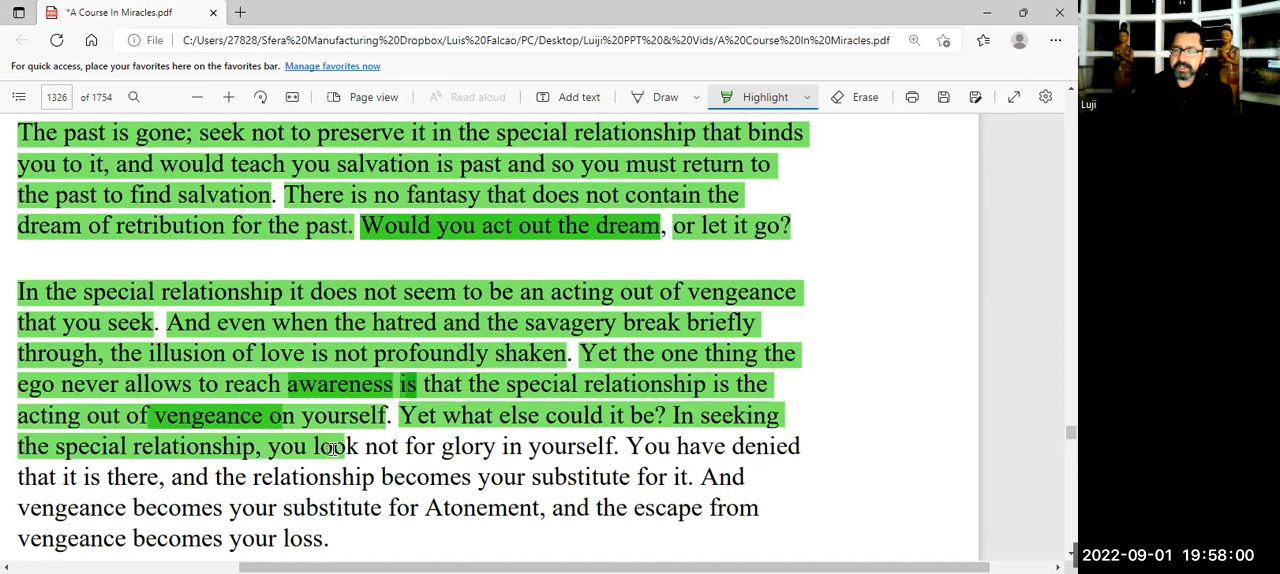 *A Course In Miracles.pdf
File C:/Users/27828/Sfera%20Manufacturing%20Dropbox/Luis%20Falcao/PC/Desktop/Luiji%20PPT%20&%20Vids/A%20Course%20In%20Miracles.pdf
For quick access, place your favorites here on the favorites bar. Manage favorites now
1326 of 1754 Page view Read aloud Add text Draw Highlight Erase
Luji
The past is gone; seek not to preserve it in the special relationship that binds
you to it, and would teach you salvation is past and so you must return to
the past to find salvation. There is no fantasy that does not contain the
dream of retribution for the past. Would you act out the dream, or let it go?
In the special relationship it does not seem to be an acting out of vengeance
that you seek. And even when the hatred and the savagery break briefly
through, the illusion of love is not profoundly shaken. Yet the one thing the
ego never allows to reach awareness is that the special relationship is the
acting out of vengeance on yourself. Yet what else could it be? In seeking
the special relationship, you look not for glory in yourself. You have denied
that it is there, and the relationship becomes your substitute for it. And
vengeance becomes your substitute for Atonement, and the escape from
vengeance becomes your loss.
2022-09-01 19:58:00